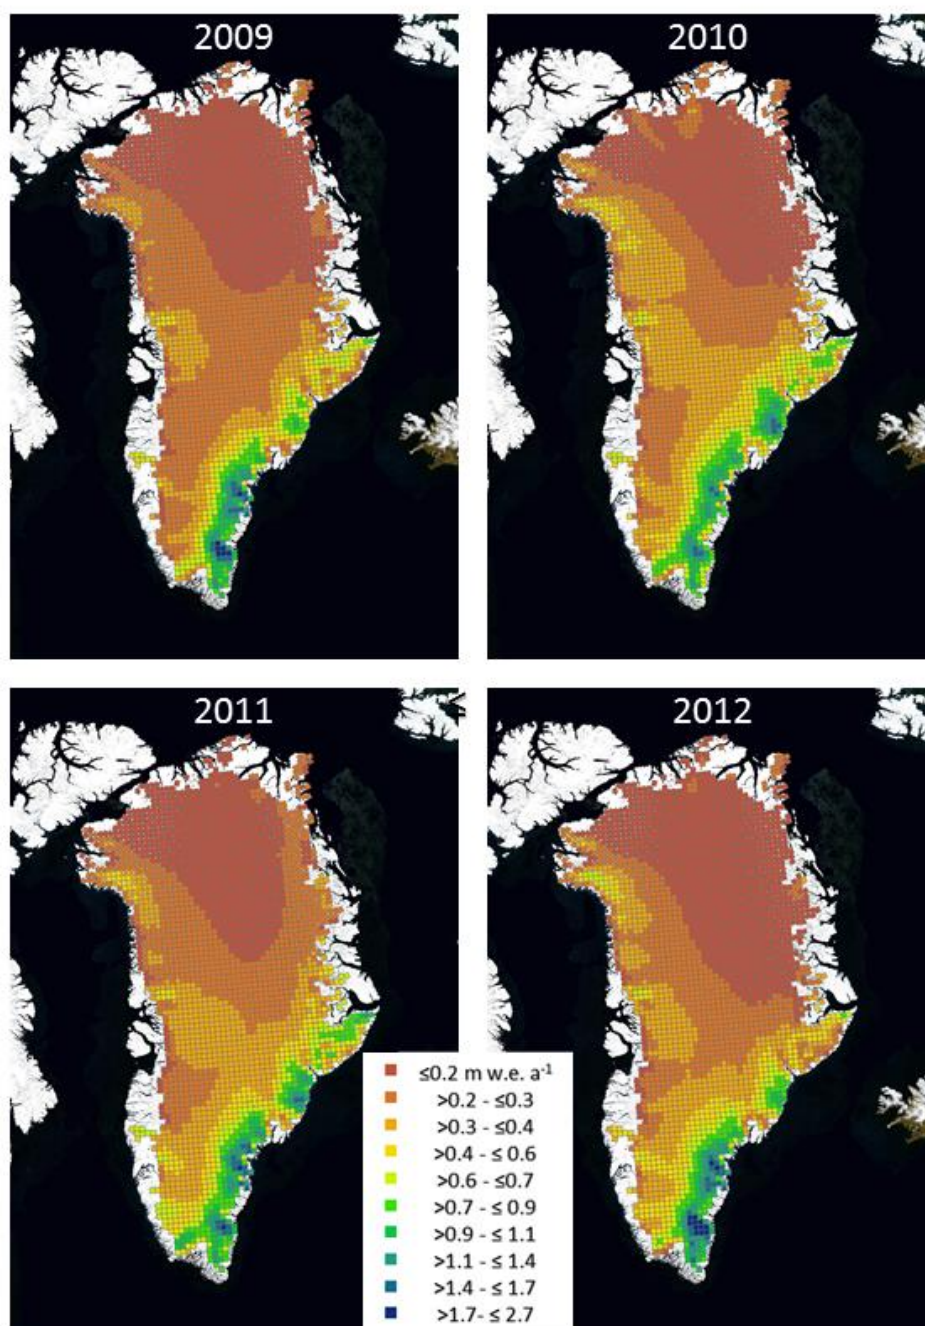 2009
2010
2011
2012
≤0.2 m w.e. a⁻¹
>0.2 - ≤0.3
>0.3 - ≤0.4
>0.4 - ≤ 0.6
>0.6 - ≤0.7
>0.7 - ≤ 0.9
>0.9 - ≤ 1.1
>1.1 - ≤ 1.4
>1.4 - ≤ 1.7
>1.7- ≤ 2.7